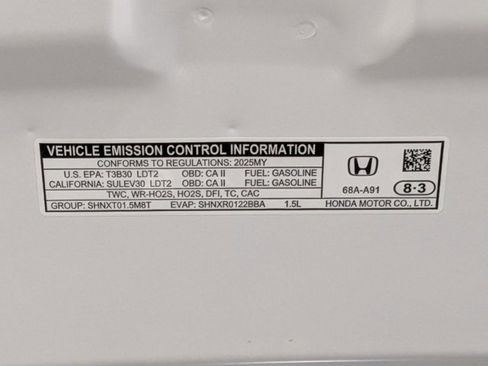 VEHICLE EMISSION CONTROL INFORMATION
CONFORMS TO REGULATIONS: 2025MY
U.S. EPA: T3B30 LDT2 OBD: CA II FUEL: GASOLINE
CALIFORNIA: SULEV30 LDT2 OBD: CA II FUEL: GASOLINE
TWC, WR-HO2S, HO2S, DFI, TC, CAC
GROUP: SHNXT01.5M8T EVAP: SHNXR0122BBA 1.5L
68A-A91 8-3
HONDA MOTOR CO., LTD.